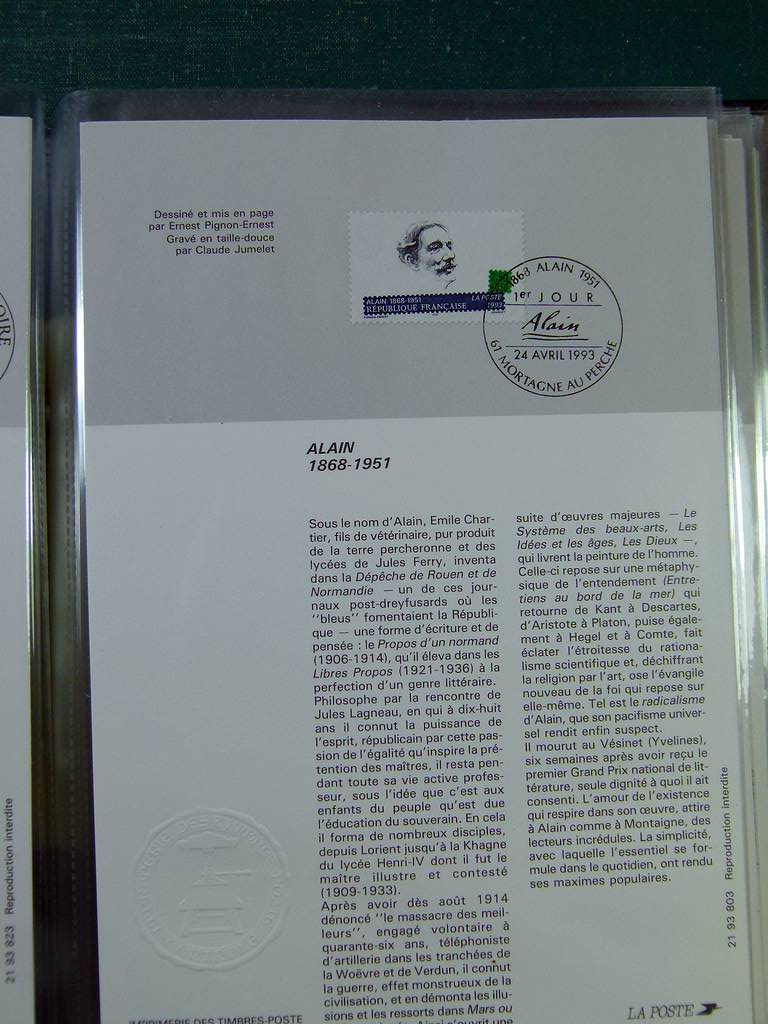 Dessiné et mis en page
par Ernest Pignon-Ernest
Gravé en taille-douce
par Claude Jumelet
ALAIN 1868-1951
LA POSTE
1993
RÉPUBLIQUE FRANÇAISE
1868 ALAIN 1951
1er JOUR
Alain
24 AVRIL 1993
61 MORTAGNE AU PERCHE
OIRE
ALAIN
1868-1951
Sous le nom d'Alain, Emile Char-
tier, fils de vétérinaire, pur produit
de la terre percheronne et des
lycées de Jules Ferry, inventa
dans la Dépêche de Rouen et de
Normandie — un de ces jour-
naux post-dreyfusards où les
''bleus'' fomentaient la Républi-
que — une forme d'écriture et de
pensée : le Propos d'un normand
(1906-1914), qu'il éleva dans les
Libres Propos (1921-1936) à la
perfection d'un genre littéraire.
Philosophe par la rencontre de
Jules Lagneau, en qui à dix-huit
ans il connut la puissance de
l'esprit, républicain par cette pas-
sion de l'égalité qu'inspire la pré-
tention des maîtres, il resta pen-
dant toute sa vie active profes-
seur, sous l'idée que c'est aux
enfants du peuple qu'est due
l'éducation du souverain. En cela
il forma de nombreux disciples,
depuis Lorient jusqu'à la Khagne
du lycée Henri-IV dont il fut le
maître illustre et contesté
(1909-1933).
Après avoir dès août 1914
dénoncé ''le massacre des meil-
leurs'', engagé volontaire à
quarante-six ans, téléphoniste
d'artillerie dans les tranchées de
la Woëvre et de Verdun, il connut
la guerre, effet monstrueux de la
civilisation, et en démonta les illu-
sions et les ressorts dans Mars ou
suite d'œuvres majeures — Le
Système des beaux-arts, Les
Idées et les âges, Les Dieux —,
qui livrent la peinture de l'homme.
Celle-ci repose sur une métaphy-
sique de l'entendement (Entre-
tiens au bord de la mer) qui
retourne de Kant à Descartes,
d'Aristote à Platon, puise égale-
ment à Hegel et à Comte, fait
éclater l'étroitesse du rationa-
lisme scientifique et, déchiffrant
la religion par l'art, ose l'évangile
nouveau de la foi qui repose sur
elle-même. Tel est le radicalisme
d'Alain, que son pacifisme univer-
sel rendit enfin suspect.
Il mourut au Vésinet (Yvelines),
six semaines après avoir reçu le
premier Grand Prix national de lit-
térature, seule dignité à quoi il ait
consenti. L'amour de l'existence
qui respire dans son œuvre, attire
à Alain comme à Montaigne, des
lecteurs incrédules. La simplicité,
avec laquelle l'essentiel se for-
mule dans le quotidien, ont rendu
ses maximes populaires.
21 93 803 Reproduction interdite
21 93 823 Reproduction interdite
IMPRIMERIE DES TIMBRES-POSTE
LA POSTE